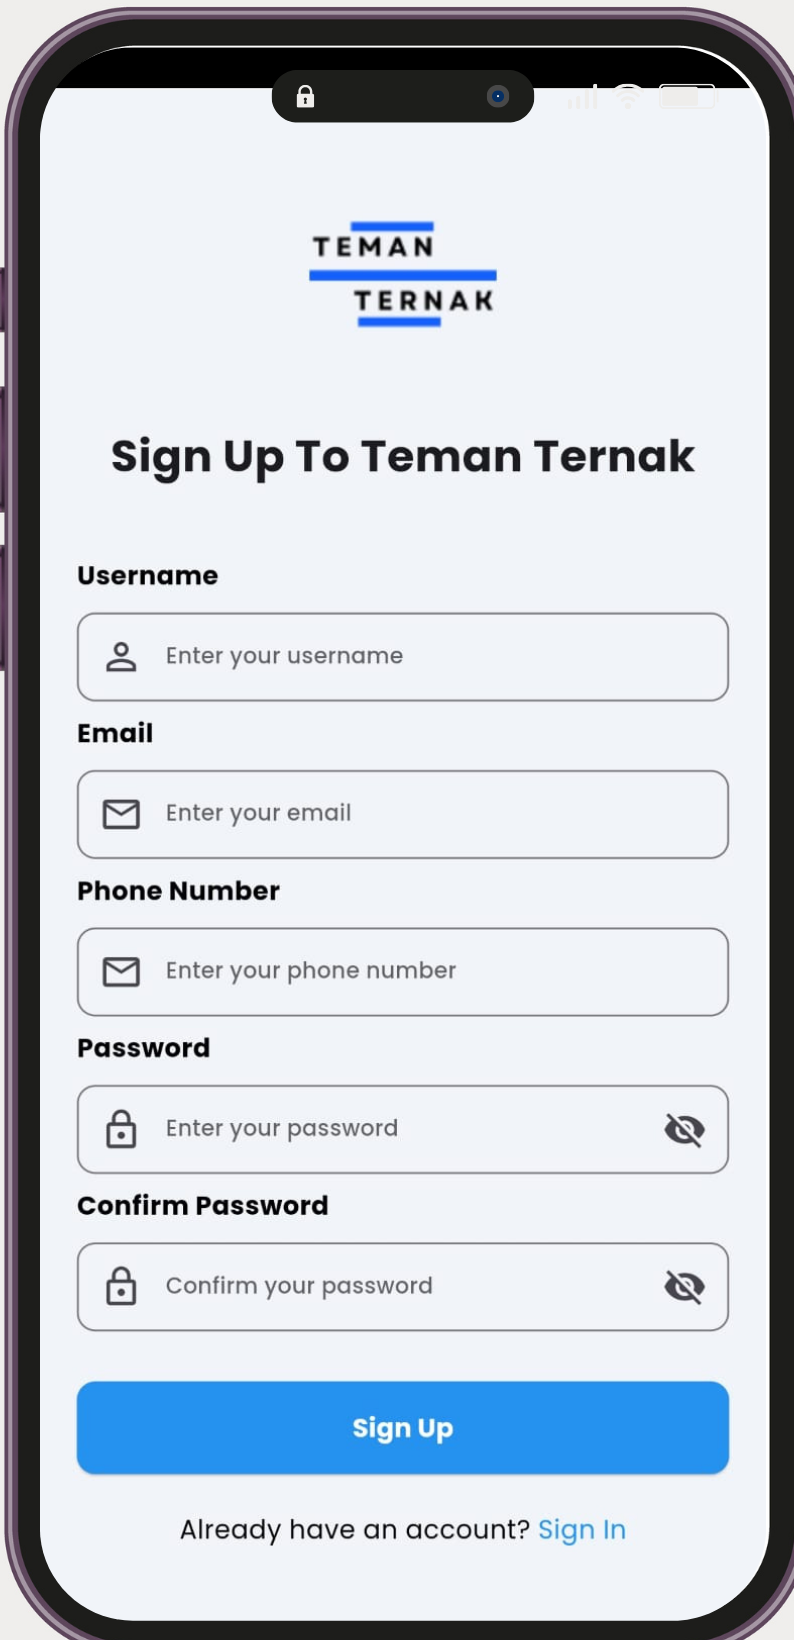 TEMAN
TERNAK
Sign Up To Teman Ternak
Username
Enter your username
Email
Enter your email
Phone Number
Enter your phone number
Password
Enter your password
Confirm Password
Confirm your password
Sign Up
Already have an account? Sign In